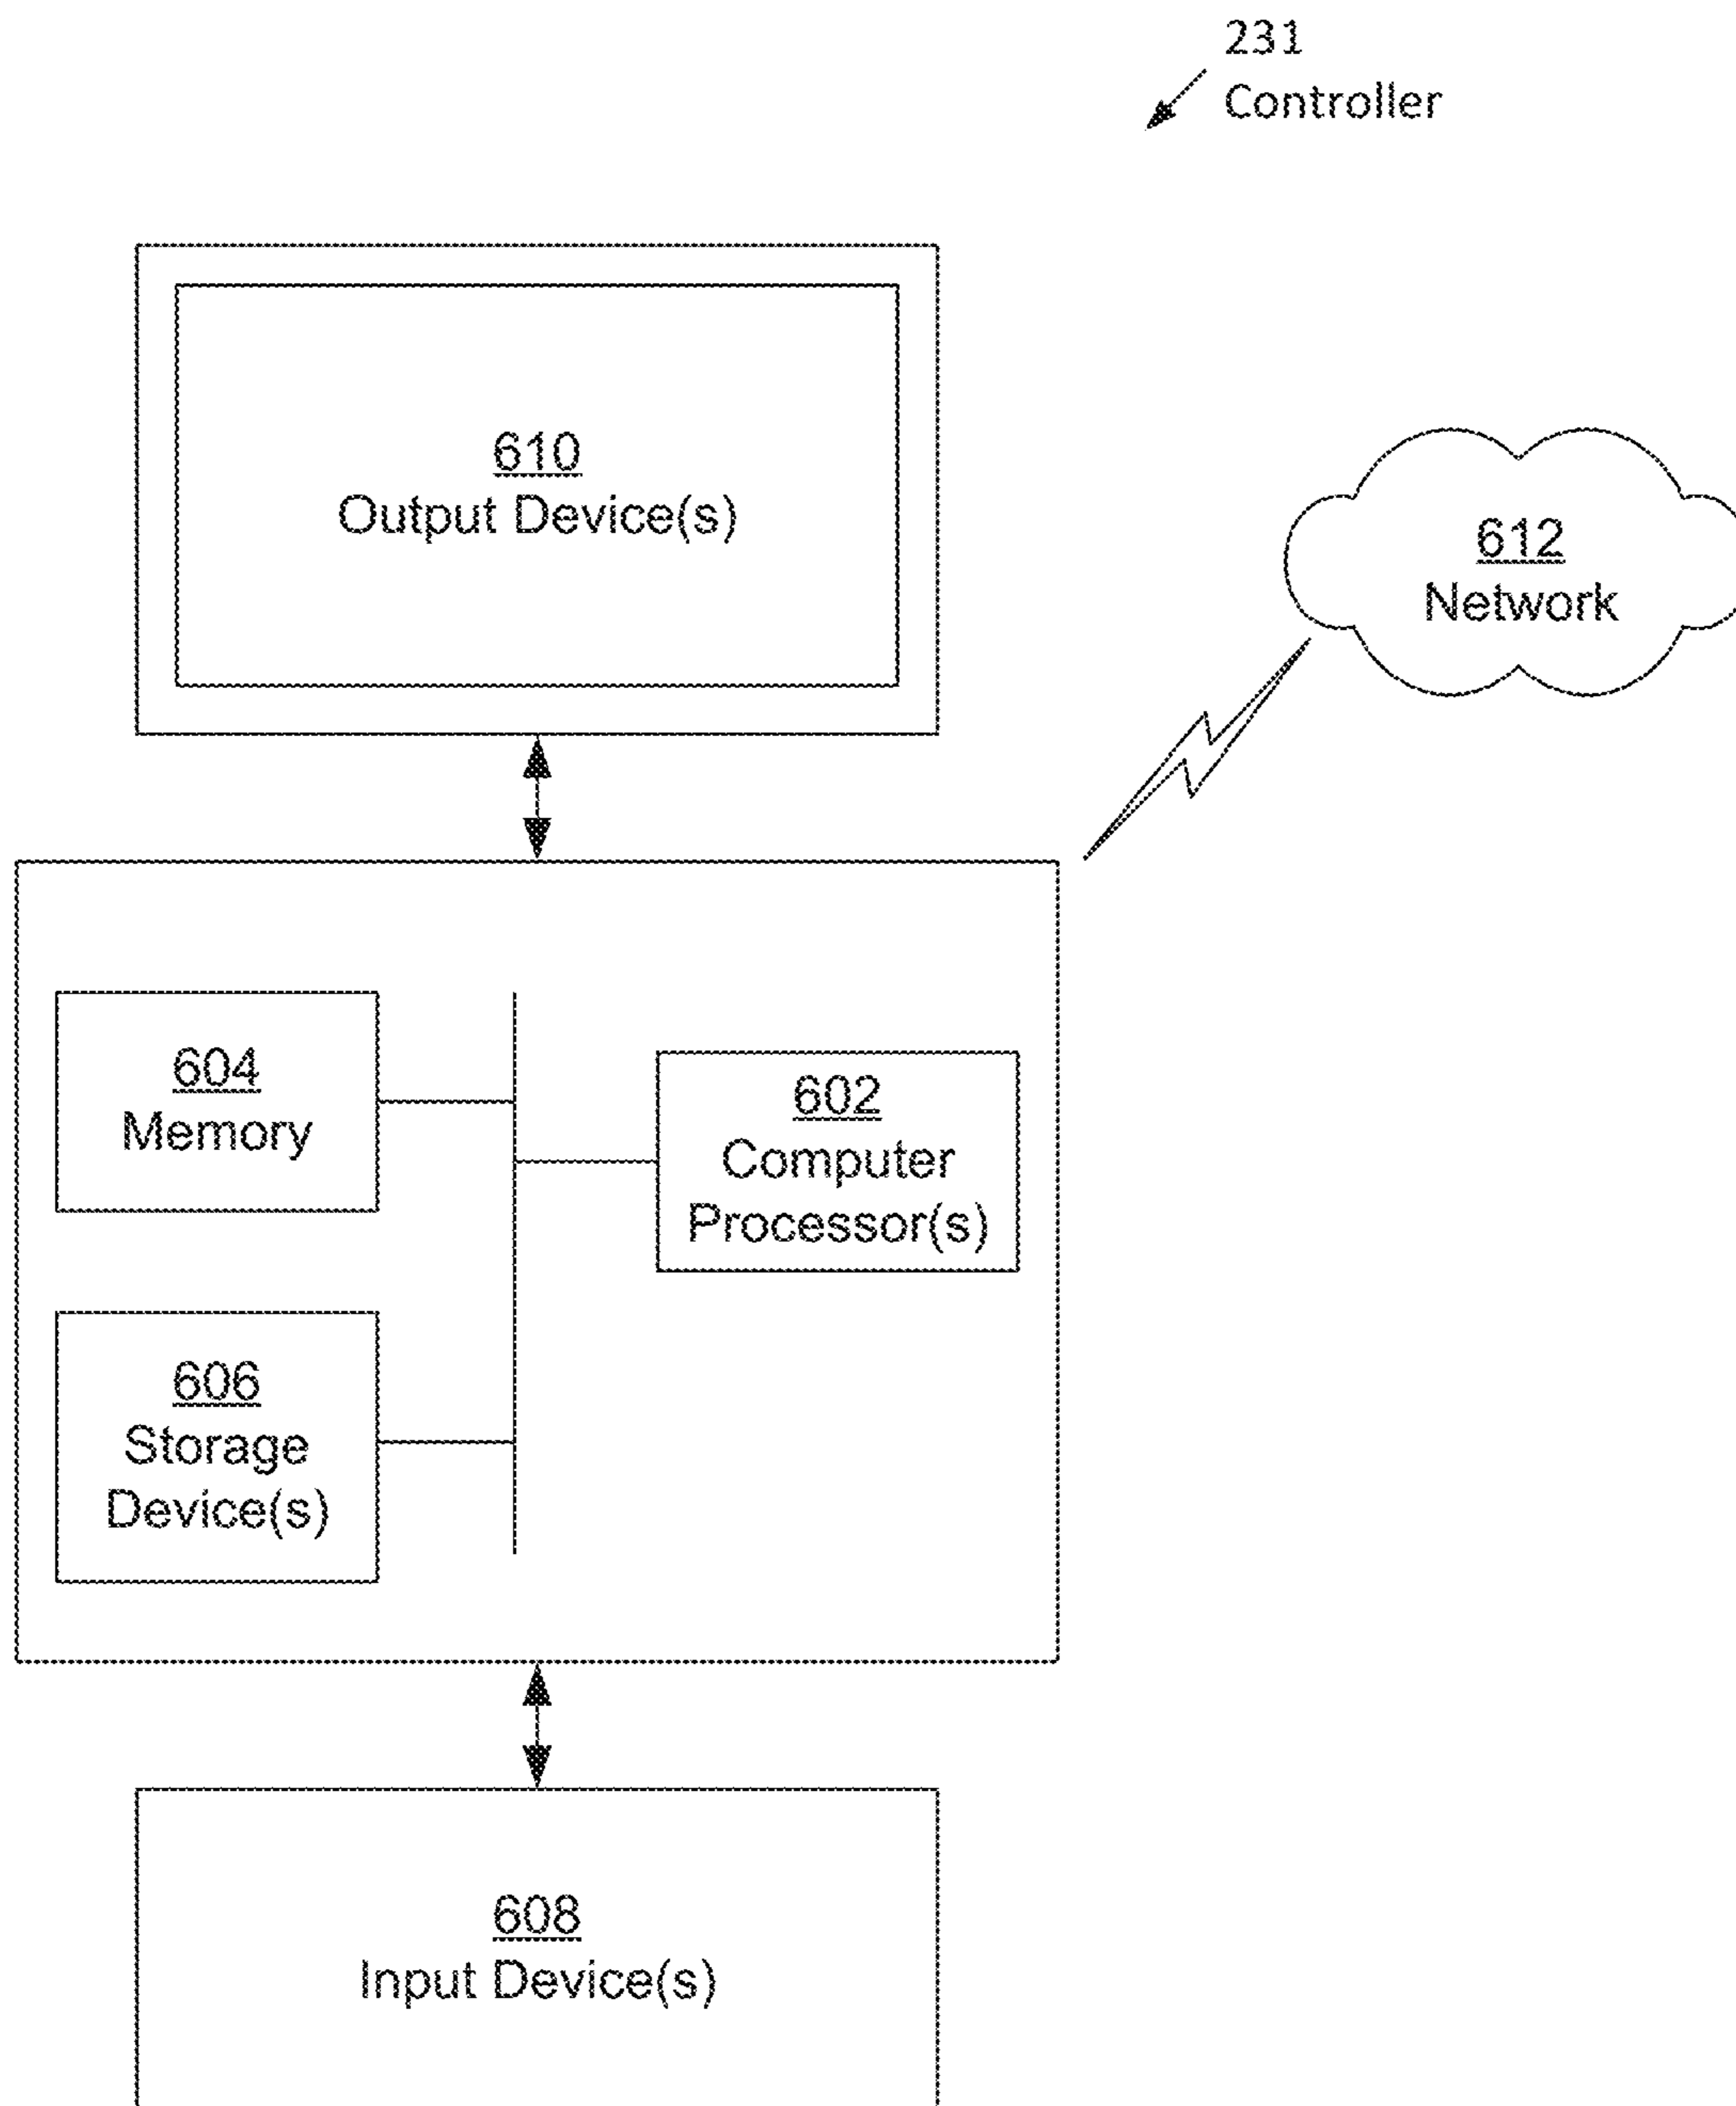 231
Controller
610
Output Device(s)
612
Network
604
Memory
602
Computer
Processor(s)
606
Storage
Device(s)
608
Input Device(s)